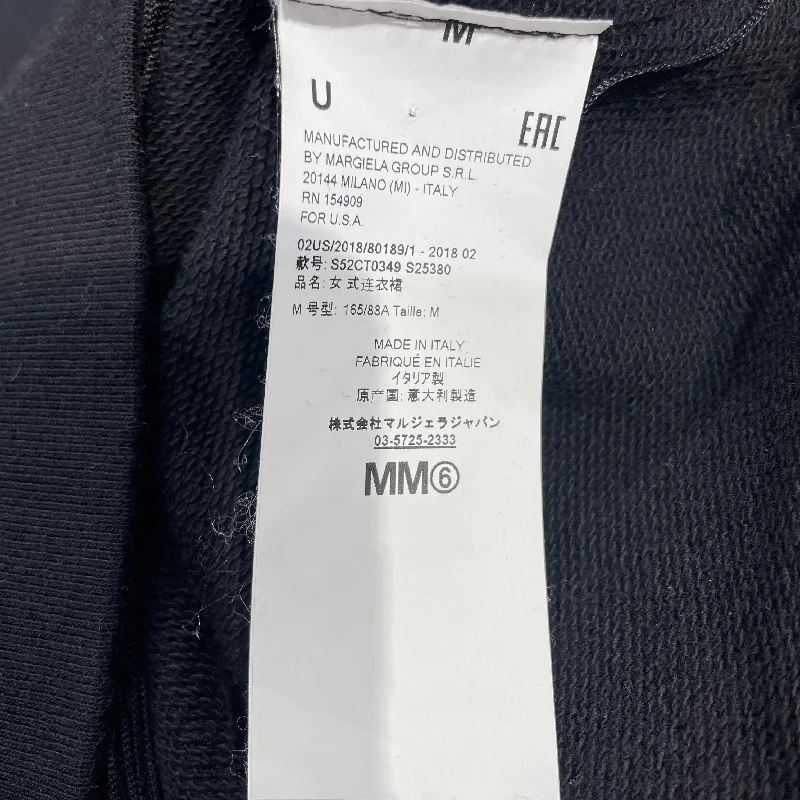 M
U
EAC
MANUFACTURED AND DISTRIBUTED
BY MARGIELA GROUP S.R.L.
20144 MILANO (MI) - ITALY
RN 154909
FOR U.S.A.
02US/2018/80189/1 - 2018 02
款号: S52CT0349 S25380
品名: 女 式连衣裙
M 号型: 165/88A Taille: M
MADE IN ITALY
FABRIQUÉ EN ITALIE
イタリア製
原产国: 意大利製造
株式会社マルジェラジャパン
03-5725-2333
MM⑥